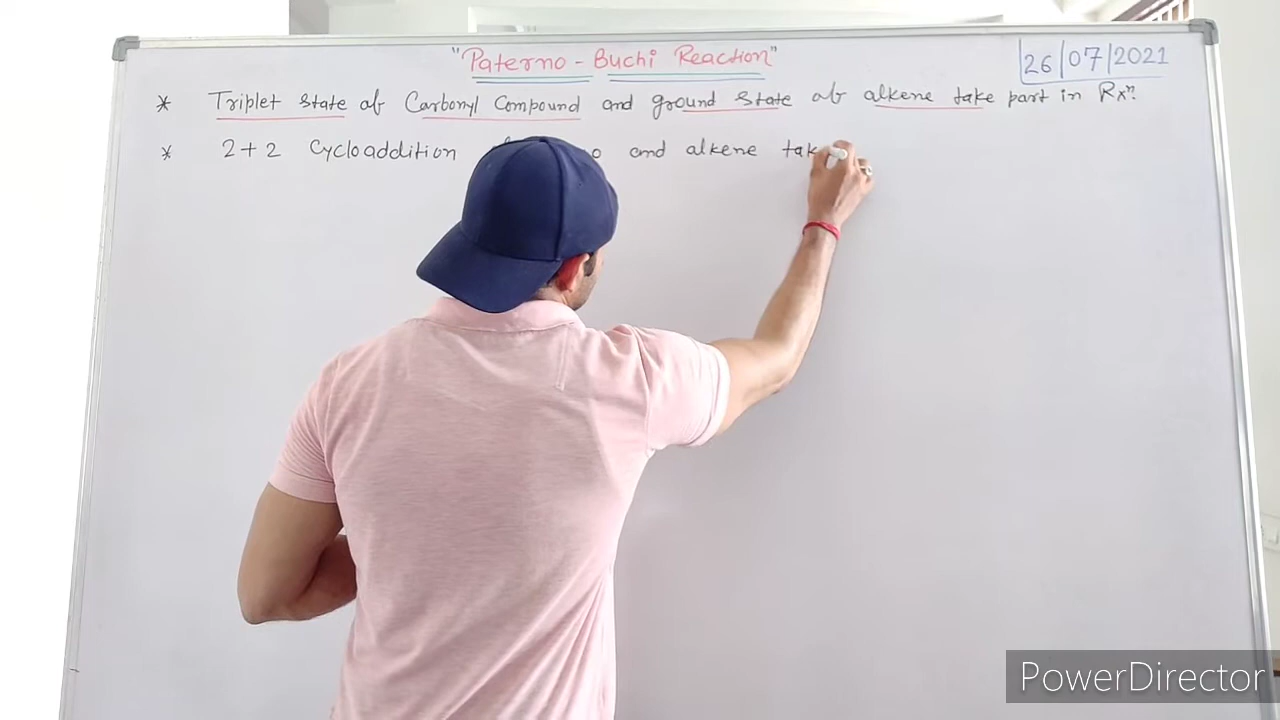 "Paterno - Buchi Reaction"
26/07/2021
* Triplet state of Carbonyl Compound and ground state of alkene take part in Rxⁿ.
* 2+2 Cycloaddition and alkene tak
PowerDirector